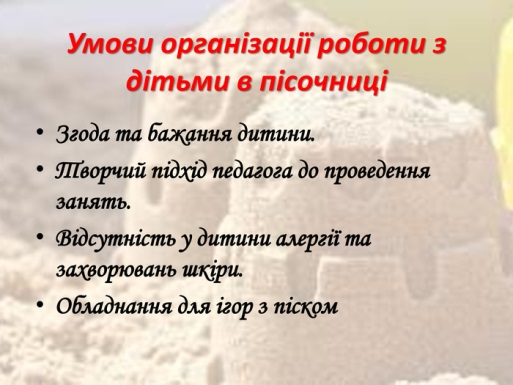 Умови організації роботи з
дітьми в пісочниці
• Згода та бажання дитини.
• Творчий підхід педагога до проведення
занять.
• Відсутність у дитини алергії та
захворювань шкіри.
• Обладнання для ігор з піском